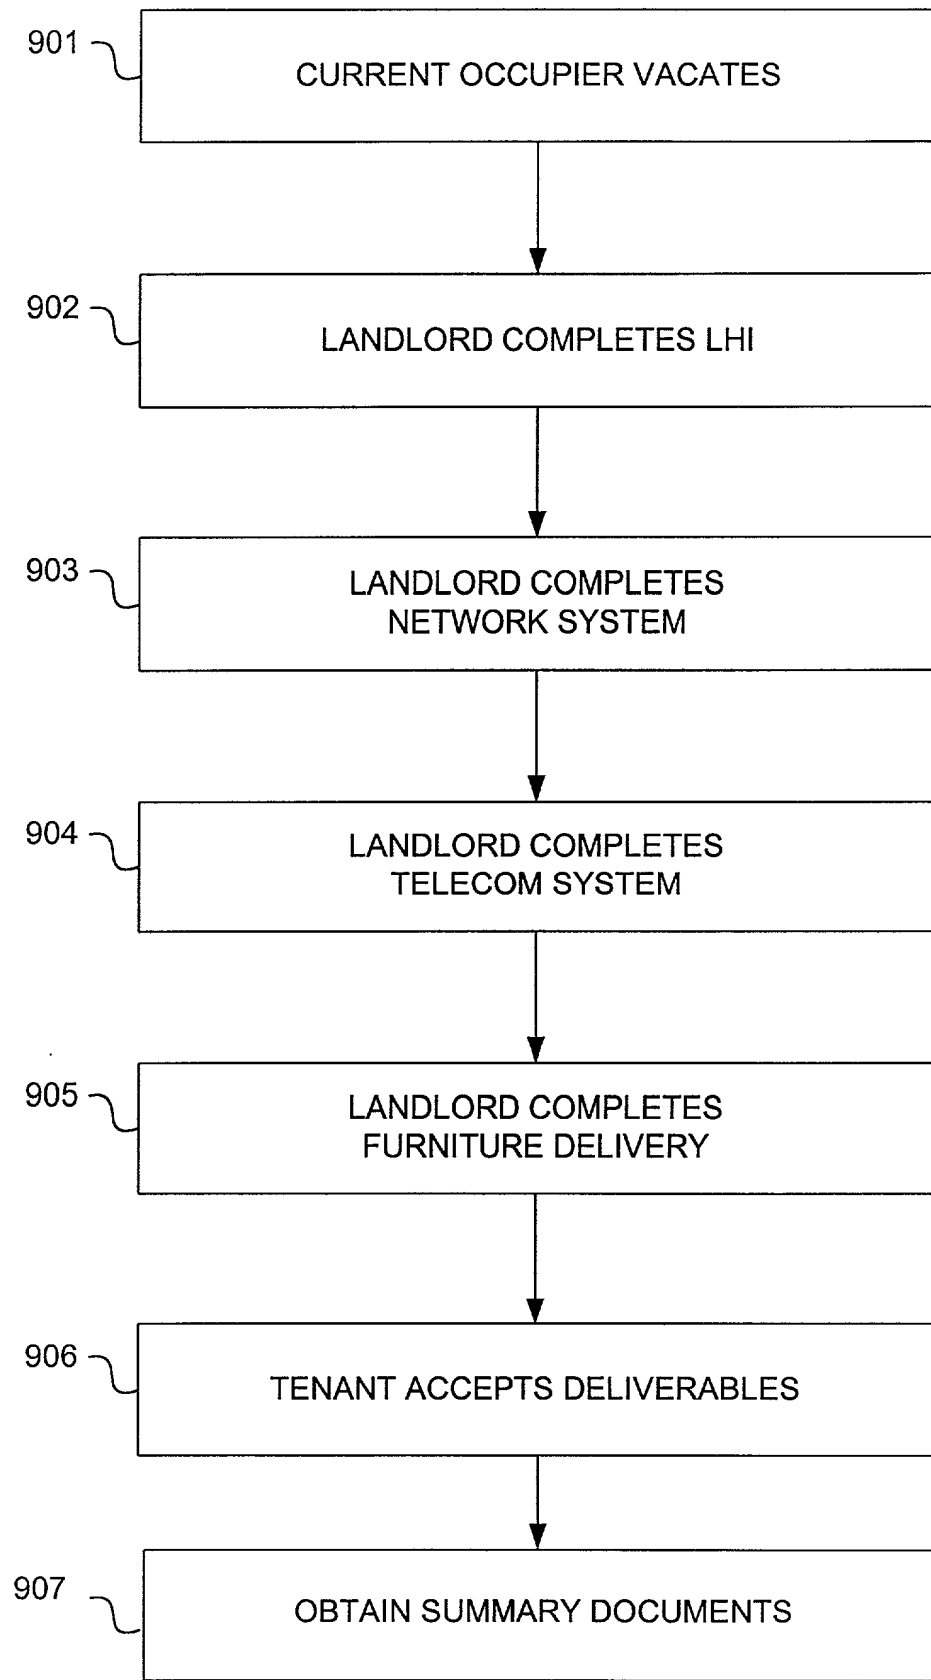 901
CURRENT OCCUPIER VACATES
902
LANDLORD COMPLETES LHI
903
LANDLORD COMPLETES
NETWORK SYSTEM
904
LANDLORD COMPLETES
TELECOM SYSTEM
905
LANDLORD COMPLETES
FURNITURE DELIVERY
906
TENANT ACCEPTS DELIVERABLES
907
OBTAIN SUMMARY DOCUMENTS